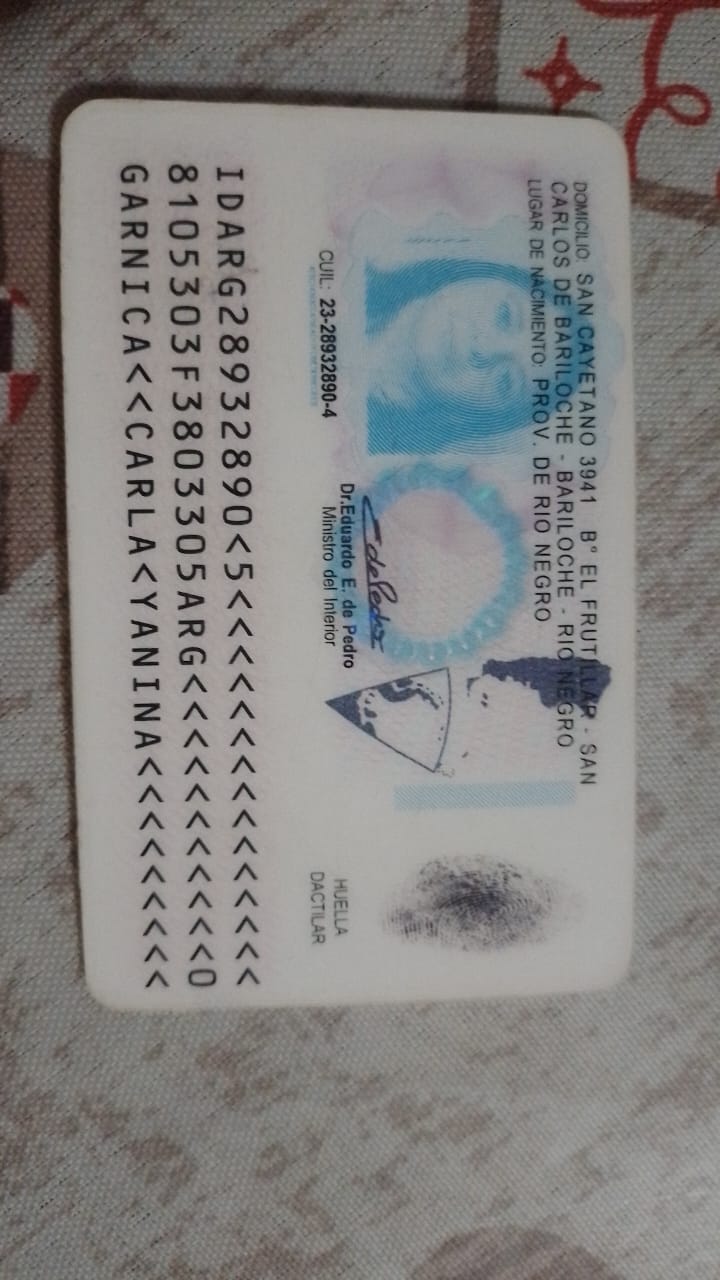 DOMICILIO: SAN CAYETANO 3941 B° EL FRUTILLAR - SAN
CARLOS DE BARILOCHE - BARILOCHE - RIO NEGRO
LUGAR DE NACIMIENTO: PROV. DE RIO NEGRO
CUIL: 23-28932890-4
Dr. Eduardo E. de Pedro
Ministro del Interior
HUELLA
DACTILAR
IDARG28932890<5<<<<<<<<<<<<<<<
8105303F3803305ARG<<<<<<<<<<<0
GARNICA<<CARLA<YANINA<<<<<<<<<